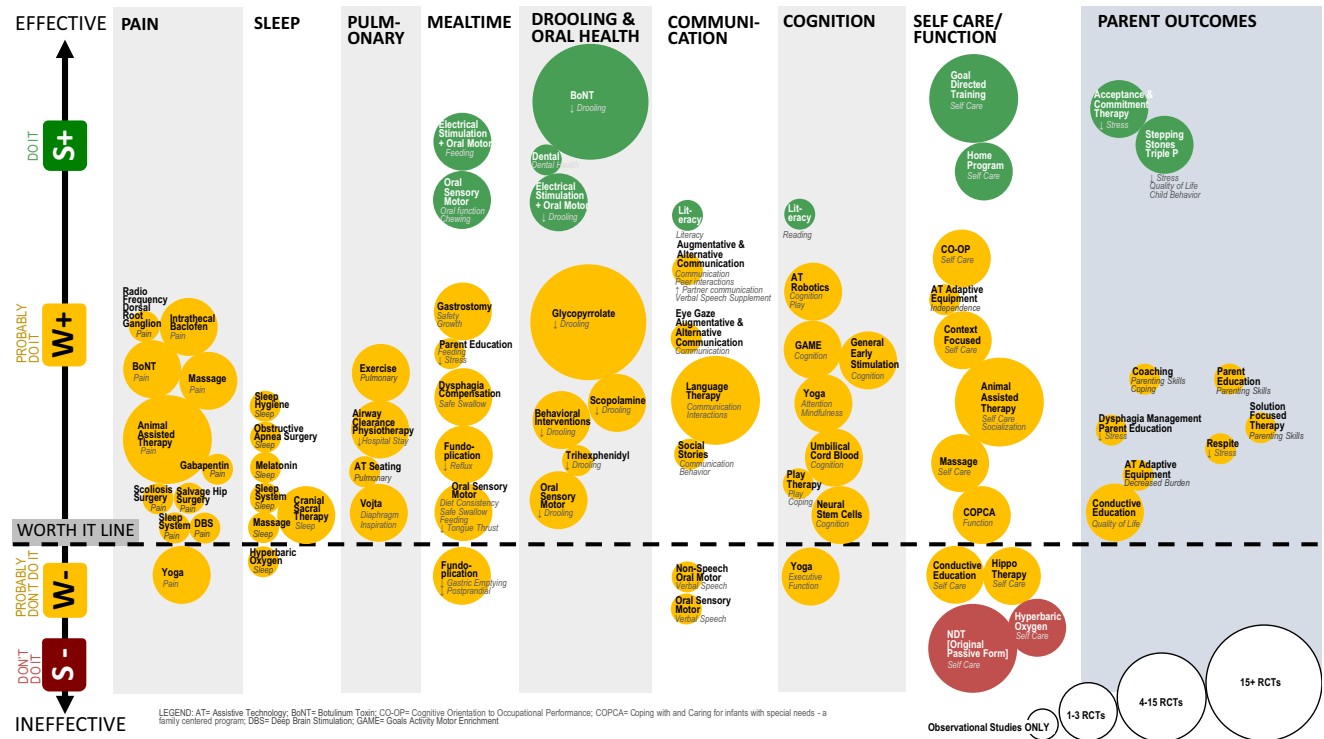 EFFECTIVE
DO IT
S+
PROBABLY
DO IT
W+
WORTH IT LINE
PROBABLY
DON'T DO IT
W-
DON'T
DO IT
S -
INEFFECTIVE
PAIN
Radio
Frequency
Dorsal
Root
Ganglion
Pain
Intrathecal
Baclofen
Pain
BoNT
Pain
Massage
Pain
Animal
Assisted
Therapy
Pain
Gabapentin
Pain
Scoliosis
Surgery
Pain
Salvage Hip
Surgery
Pain
Sleep
System
Pain
DBS
Pain
Yoga
Pain
SLEEP
Sleep
Hygiene
Sleep
Obstructive
Apnea Surgery
Sleep
Melatonin
Sleep
Sleep
System
Sleep
Cranial
Sacral
Therapy
Sleep
Massage
Sleep
Hyperbaric
Oxygen
Sleep
PULM-
ONARY
Exercise
Pulmonary
Airway
Clearance
Physiotherapy
↓Hospital Stay
AT Seating
Pulmonary
Vojta
Diaphragm
Inspiration
MEALTIME
Electrical
Stimulation
+ Oral Motor
Feeding
Oral
Sensory
Motor
Oral function
Chewing
Gastrostomy
Safety
Growth
Parent Education
Feeding
↓ Stress
Dysphagia
Compensation
Safe Swallow
Fundo-
plication
↓ Reflux
Oral Sensory
Motor
Diet Consistency
Safe Swallow
Feeding
↓ Tongue Thrust
Fundo-
plication
↓ Gastric Emptying
↓ Postprandial
DROOLING &
ORAL HEALTH
BoNT
↓ Drooling
Dental
Dental Health
Electrical
Stimulation
+ Oral Motor
↓ Drooling
Glycopyrrolate
↓ Drooling
Scopolamine
↓ Drooling
Behavioral
Interventions
↓ Drooling
Trihexphenidyl
↓ Drooling
Oral
Sensory
Motor
↓ Drooling
COMMUNI-
CATION
Lit-
eracy
Literacy
Augmentative &
Alternative
Communication
Communication
Peer interactions
↑ Partner communication
Verbal Speech Supplement
Eye Gaze
Augmentative &
Alternative
Communication
Communication
Language
Therapy
Communication
Interactions
Social
Stories
Communication
Behavior
Non-Speech
Oral Motor
Verbal Speech
Oral Sensory
Motor
Verbal Speech
COGNITION
Lit-
eracy
Reading
AT
Robotics
Cognition
Play
GAME
Cognition
General
Early
Stimulation
Cognition
Yoga
Attention
Mindfulness
Umbilical
Cord Blood
Cognition
Play
Therapy
Play
Coping
Neural
Stem Cells
Cognition
Yoga
Executive
Function
SELF CARE/
FUNCTION
Goal
Directed
Training
Self Care
Home
Program
Self Care
CO-OP
Self Care
AT Adaptive
Equipment
Independence
Context
Focused
Self Care
Animal
Assisted
Therapy
Self Care
Socialization
Massage
Self Care
COPCA
Function
Conductive
Education
Self Care
Hippo
Therapy
Self Care
Hyperbaric
Oxygen
Self Care
NDT
[Original
Passive Form]
Self Care
PARENT OUTCOMES
Acceptance &
Commitment
Therapy
↓ Stress
Stepping
Stones
Triple P
↓ Stress
Quality of Life
Child Behavior
Coaching
Parenting Skills
Coping
Parent
Education
Parenting Skills
Dysphagia Management
Parent Education
↓ Stress
Solution
Focused
Therapy
Parenting Skills
Respite
↓ Stress
AT Adaptive
Equipment
Decreased Burden
Conductive
Education
Quality of Life
Observational Studies ONLY
1-3 RCTs
4-15 RCTs
15+ RCTs
LEGEND: AT= Assistive Technology; BoNT= Botulinum Toxin; CO-OP= Cognitive Orientation to Occupational Performance; COPCA= Coping with and Caring for infants with special needs - a
family centered program; DBS= Deep Brain Stimulation; GAME= Goals Activity Motor Enrichment